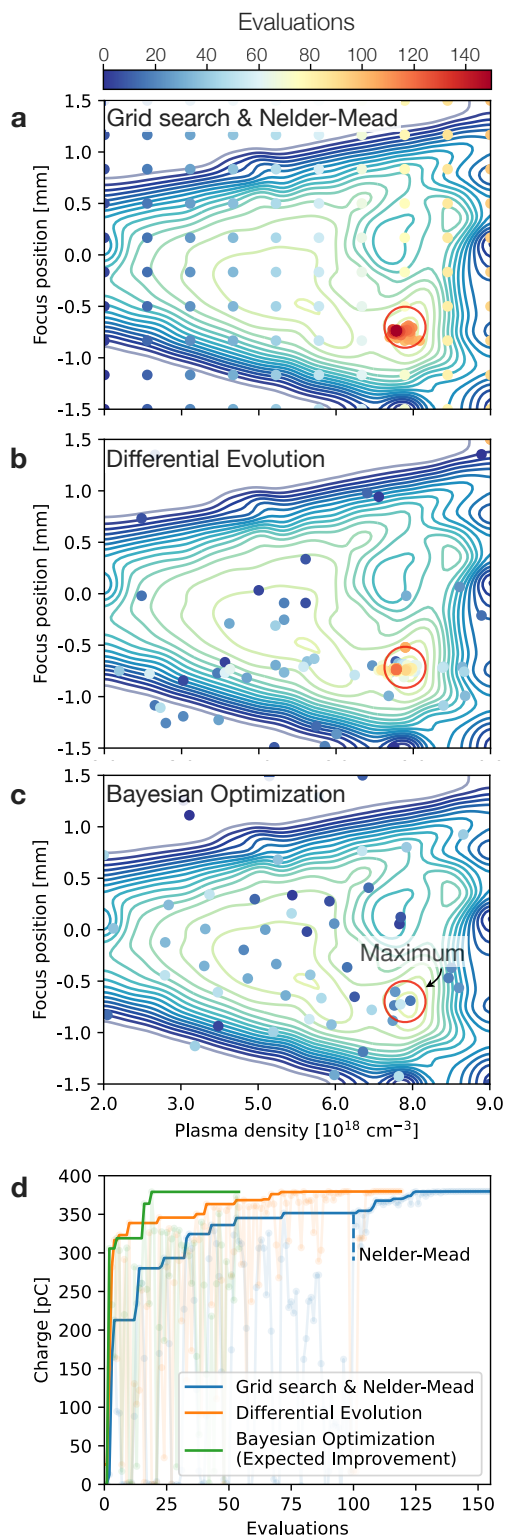 Evaluations
0 20 40 60 80 100 120 140
a
Grid search & Nelder-Mead
1.5
1.0
0.5
0.0
-0.5
-1.0
-1.5
Focus position [mm]
b
Differential Evolution
1.5
1.0
0.5
0.0
-0.5
-1.0
-1.5
Focus position [mm]
c
Bayesian Optimization
1.5
1.0
0.5
0.0
-0.5
-1.0
-1.5
Focus position [mm]
Maximum
2.0 3.0 4.0 5.0 6.0 7.0 8.0 9.0
Plasma density [10¹⁸ cm⁻³]
d
400
350
300
250
200
150
100
50
0
Charge [pC]
Nelder-Mead
Grid search & Nelder-Mead
Differential Evolution
Bayesian Optimization
(Expected Improvement)
0 25 50 75 100 125 150
Evaluations